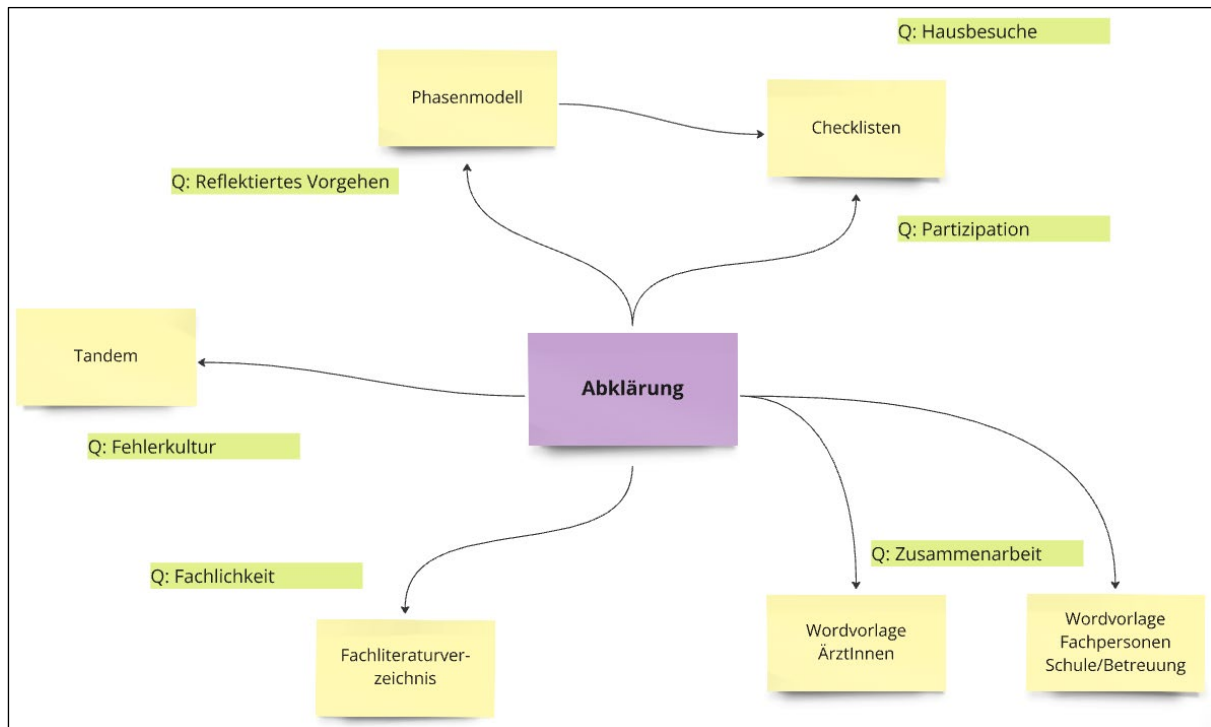 Q: Hausbesuche
Phasenmodell
Checklisten
Q: Reflektiertes Vorgehen
Q: Partizipation
Tandem
Abklärung
Q: Fehlerkultur
Q: Zusammenarbeit
Q: Fachlichkeit
Fachliteraturver-
zeichnis
Wordvorlage
ÄrztInnen
Wordvorlage
Fachpersonen
Schule/Betreuung